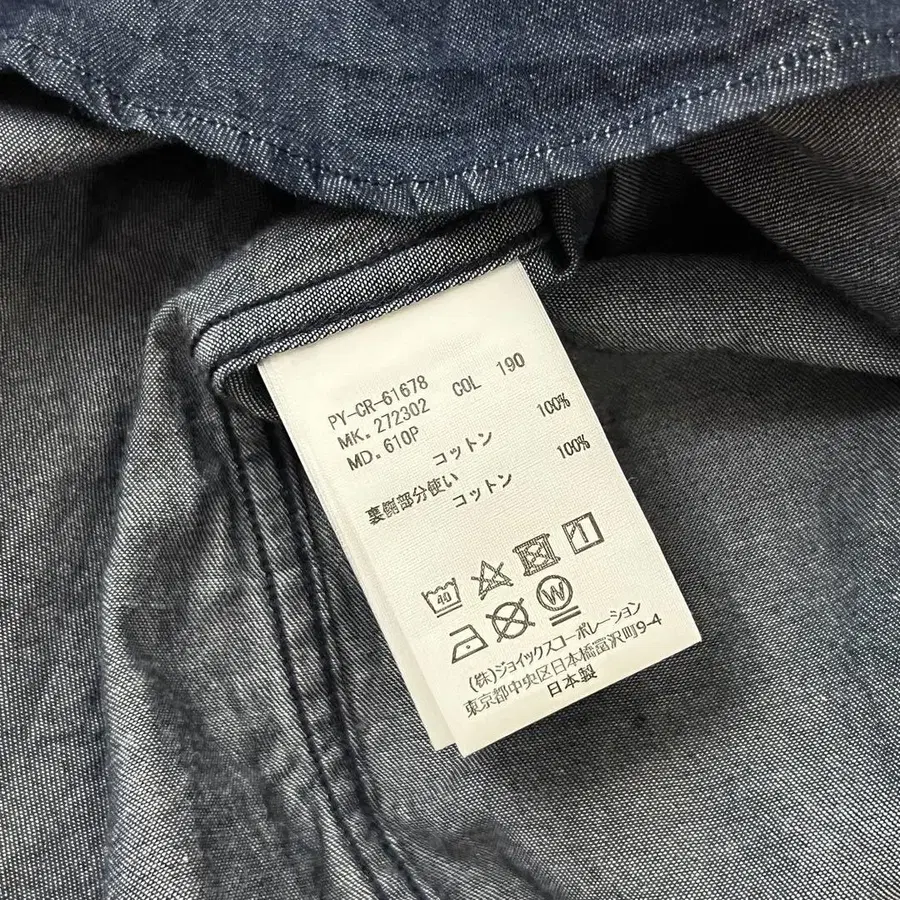 PY-CR-61678
MK.272302 COL 190
MD.610P
コットン 100%
裏側部分使い
コットン 100%
40
W
(株)ジョイックスコーポレーション
東京都中央区日本橋富沢町9-4
日本製